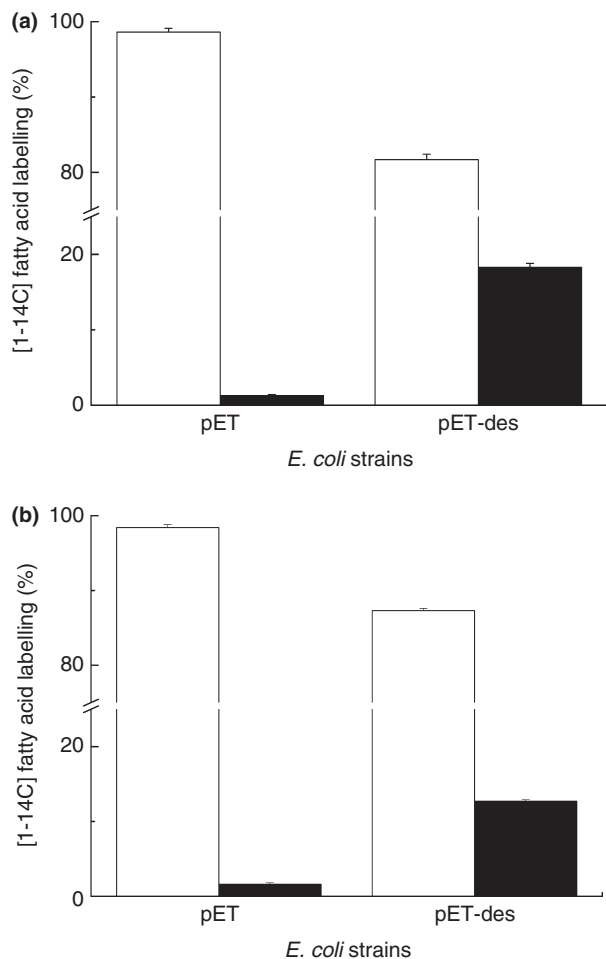 (a)
100
80
20
0
[1-14C] fatty acid labelling (%)
pET
pET-des
E. coli strains
(b)
100
80
20
0
[1-14C] fatty acid labelling (%)
pET
pET-des
E. coli strains